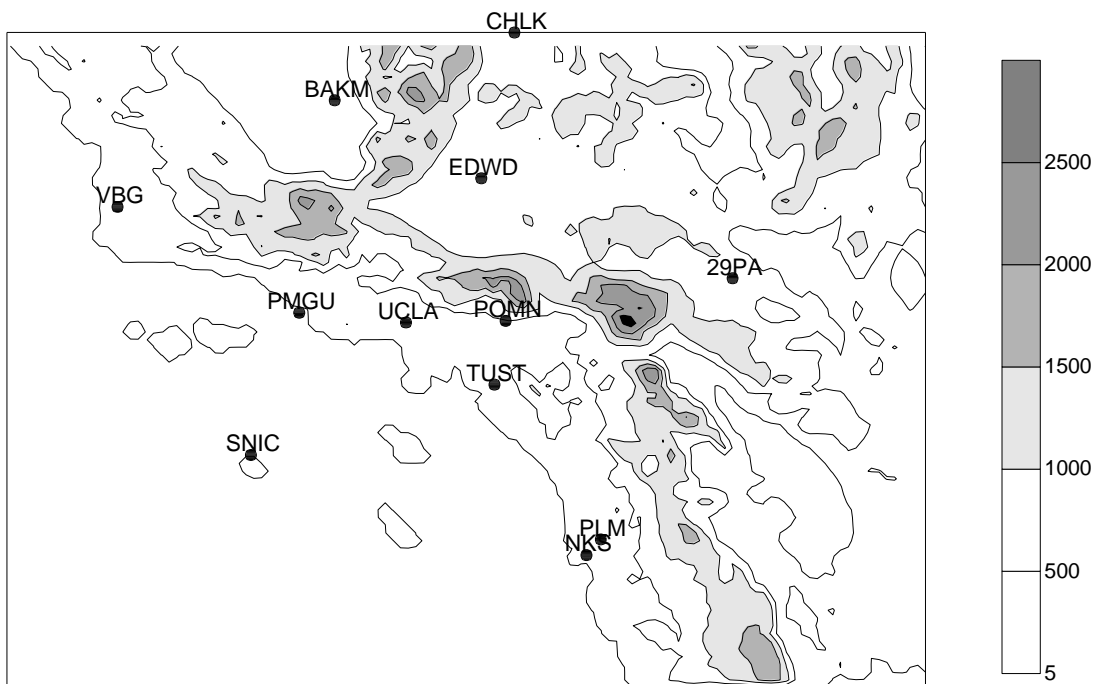 CHLK
BAKM
EDWD
VBG
29PA
PMGU
UCLA
POMN
TUST
SNIC
PLM
NKS
2500
2000
1500
1000
500
5